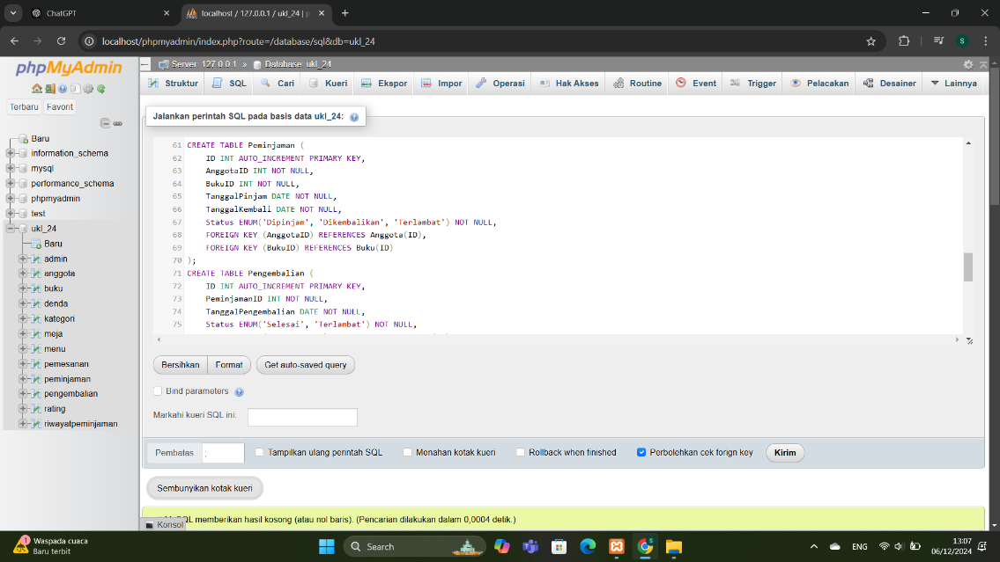 ChatGPT
localhost / 127.0.0.1 / ukl_24 | p
localhost/phpmyadmin/index.php?route=/database/sql&db=ukl_24
S
phpMyAdmin
Terbaru
Favorit
Baru
information_schema
mysql
performance_schema
phpmyadmin
test
ukl_24
Baru
admin
anggota
buku
denda
kategori
meja
menu
pemesanan
peminjaman
pengembalian
rating
riwayatpeminjaman
Server: 127.0.0.1 » Database: ukl_24
Struktur SQL Cari Kueri Ekspor Impor Operasi Hak Akses Routine Event Trigger Pelacakan Desainer Lainnya
Jalankan perintah SQL pada basis data ukl_24:
61 CREATE TABLE Peminjaman (
62 ID INT AUTO_INCREMENT PRIMARY KEY,
63 AnggotaID INT NOT NULL,
64 BukuID INT NOT NULL,
65 TanggalPinjam DATE NOT NULL,
66 TanggalKembali DATE NOT NULL,
67 Status ENUM('Dipinjam', 'Dikembalikan', 'Terlambat') NOT NULL,
68 FOREIGN KEY (AnggotaID) REFERENCES Anggota(ID),
69 FOREIGN KEY (BukuID) REFERENCES Buku(ID)
70 );
71 CREATE TABLE Pengembalian (
72 ID INT AUTO_INCREMENT PRIMARY KEY,
73 PeminjamanID INT NOT NULL,
74 TanggalPengembalian DATE NOT NULL,
75 Status ENUM('Selesai', 'Terlambat') NOT NULL,
Bersihkan Format Get auto-saved query
Bind parameters
Markahi kueri SQL ini:
Pembatas ; Tampilkan ulang perintah SQL Menahan kotak kueri Rollback when finished Perbolehkan cek forign key Kirim
Sembunyikan kotak kueri
QL memberikan hasil kosong (atau nol baris). (Pencarian dilakukan dalam 0,0004 detik.)
Konsol
1
Waspada cuaca
Baru terbit
Search
ENG
13:07
06/12/2024